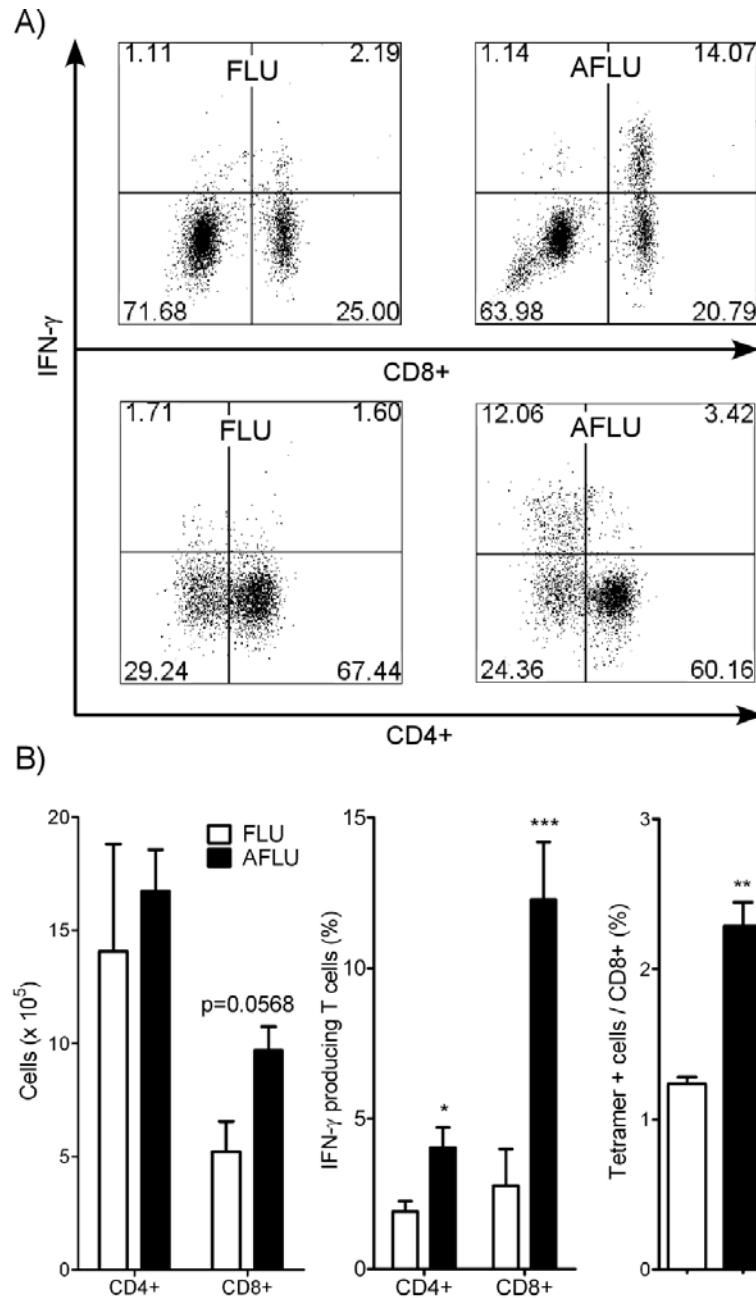 A)
1.11 2.19
FLU
71.68 25.00
1.14 14.07
AFLU
63.98 20.79
IFN-γ
CD8+
1.71 1.60
FLU
29.24 67.44
12.06 3.42
AFLU
24.36 60.16
CD4+
B)
Cells (x 10⁵)
20
15
10
5
0
FLU
AFLU
p=0.0568
CD4+ CD8+
IFN-γ producing T cells (%)
15
10
5
0
*
***
CD4+ CD8+
Tetramer + cells / CD8+ (%)
3
2
1
0
**